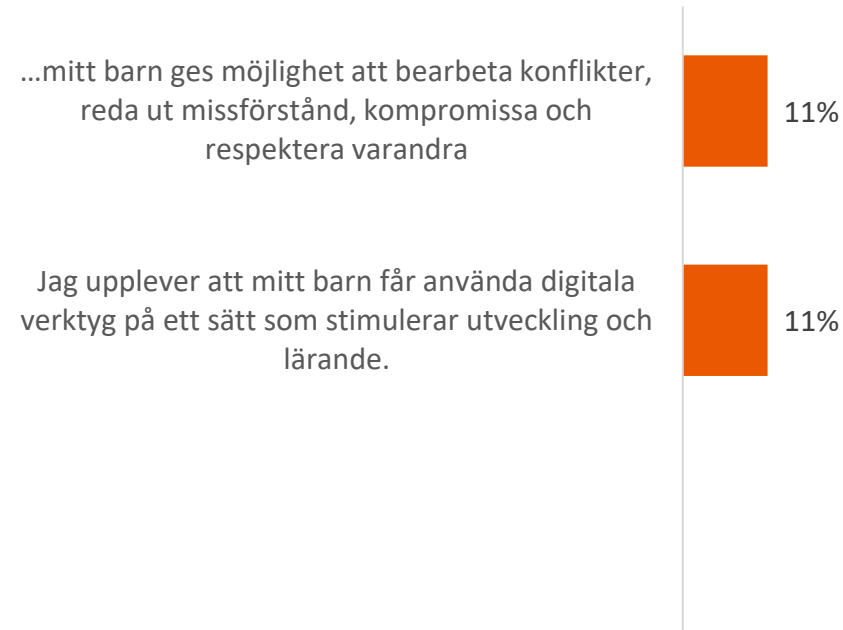 ...mitt barn ges möjlighet att bearbeta konflikter,
reda ut missförstånd, kompromissa och
respektera varandra
11%
Jag upplever att mitt barn får använda digitala
verktyg på ett sätt som stimulerar utveckling och
lärande.
11%